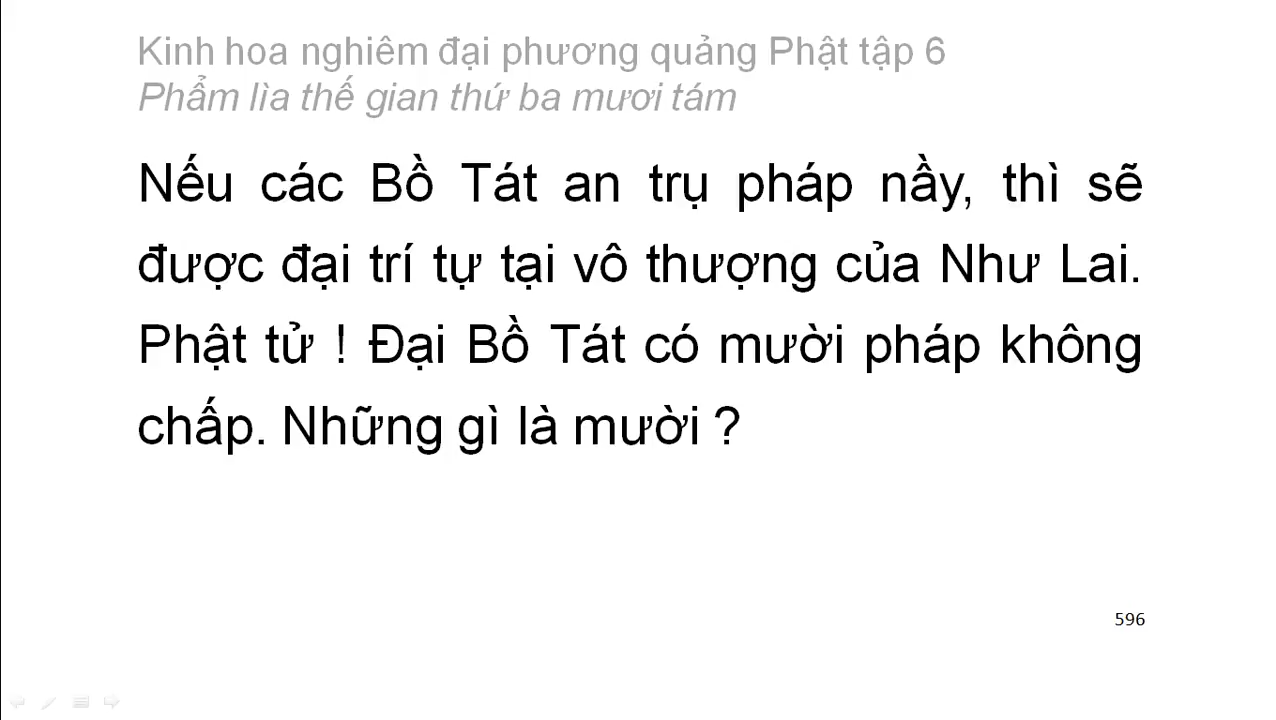 Kinh hoa nghiêm đại phương quảng Phật tập 6
Phẩm lìa thế gian thứ ba mươi tám
Nếu các Bồ Tát an trụ pháp nầy, thì sẽ
được đại trí tự tại vô thượng của Như Lai.
Phật tử ! Đại Bồ Tát có mười pháp không
chấp. Những gì là mười ?
596